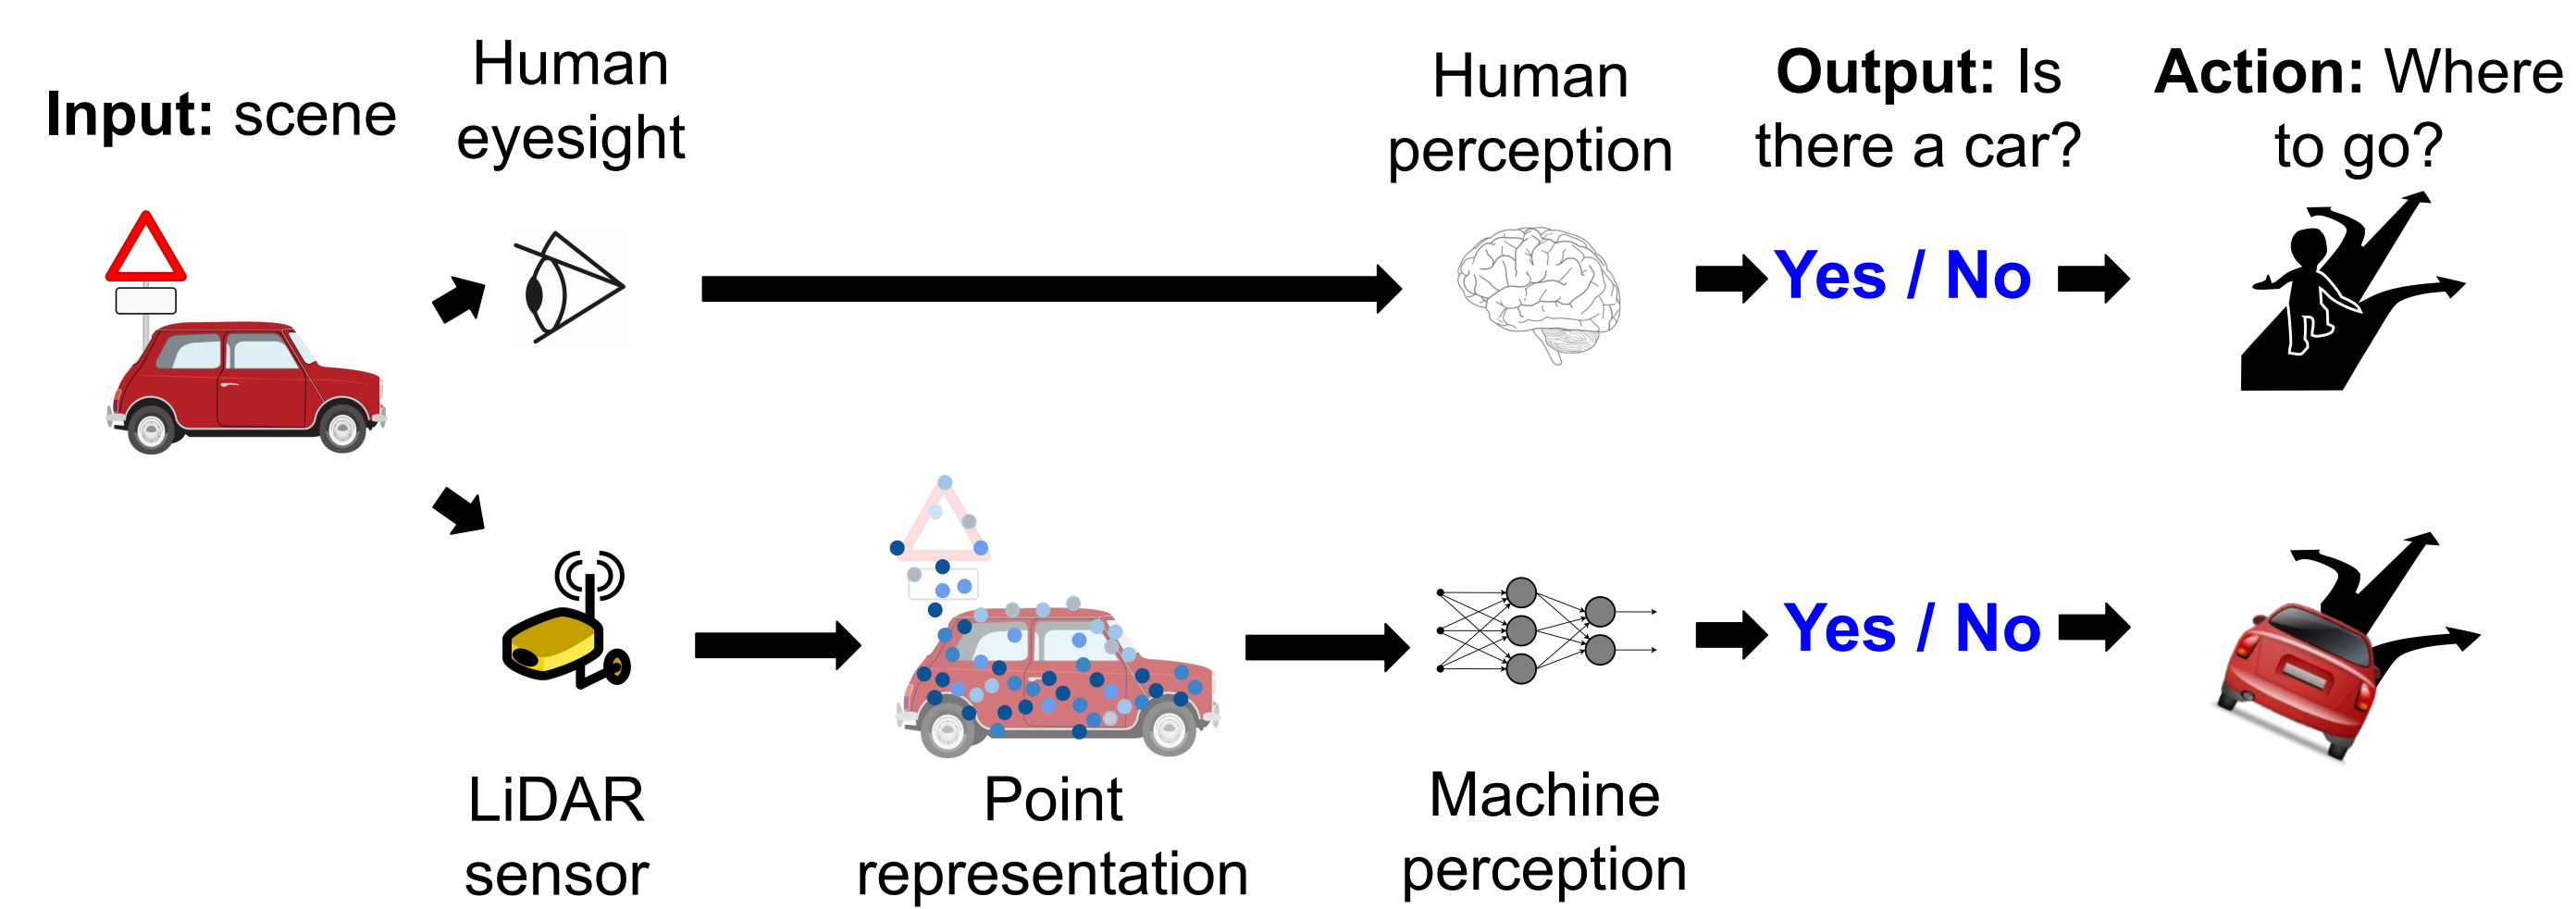 Input: scene
Human
eyesight
Human
perception
Output: Is
there a car?
Action: Where
to go?
Yes / No
Yes / No
LiDAR
sensor
Point
representation
Machine
perception